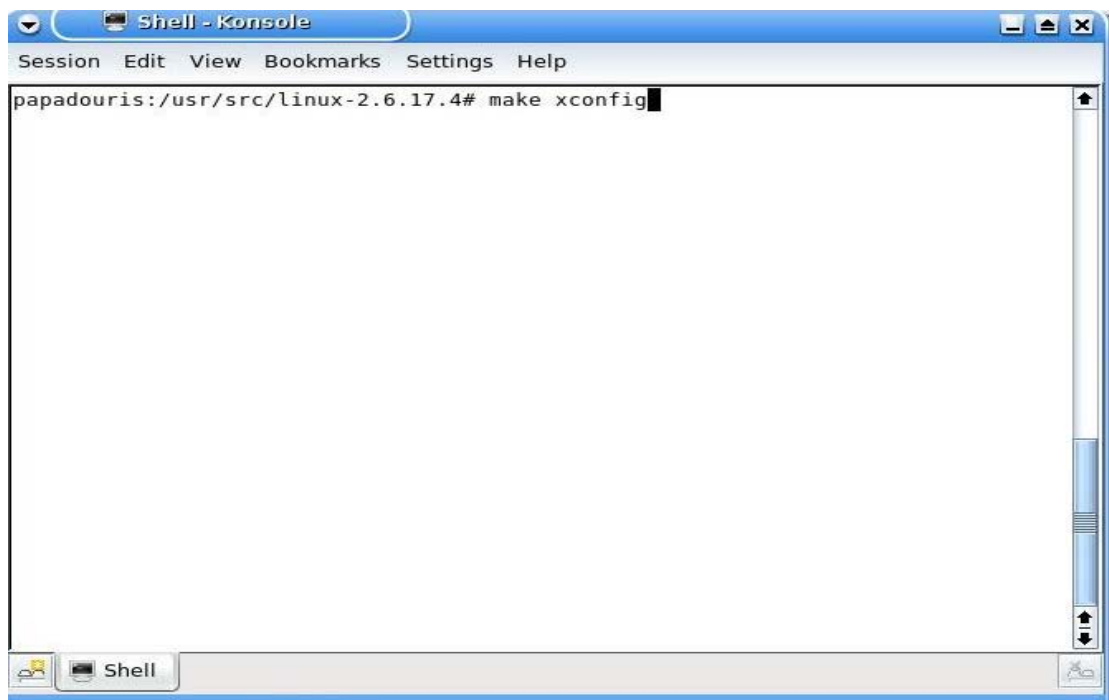 Shell - Konsole
Session Edit View Bookmarks Settings Help
papadouris:/usr/src/linux-2.6.17.4# make xconfig
Shell